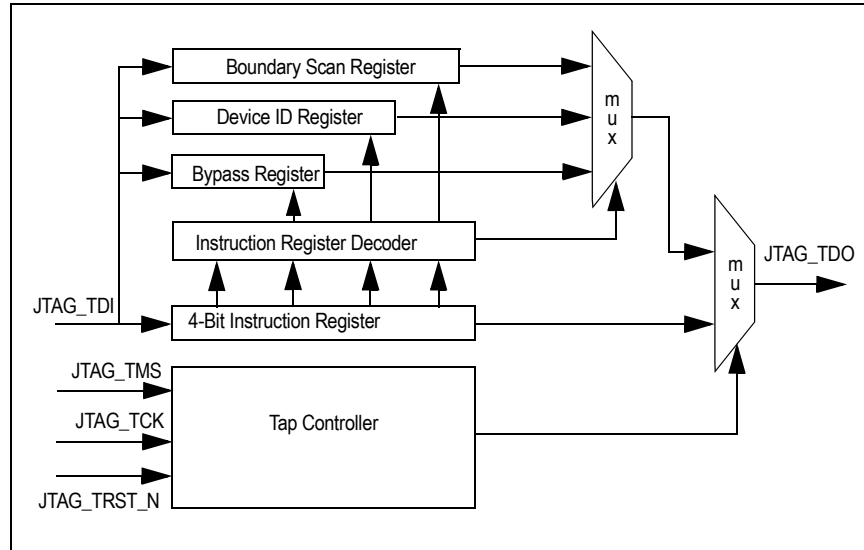 Boundary Scan Register
m
u
x
Device ID Register
Bypass Register
Instruction Register Decoder
m
u
x
JTAG_TDO
JTAG_TDI
4-Bit Instruction Register
JTAG_TMS
JTAG_TCK
Tap Controller
JTAG_TRST_N